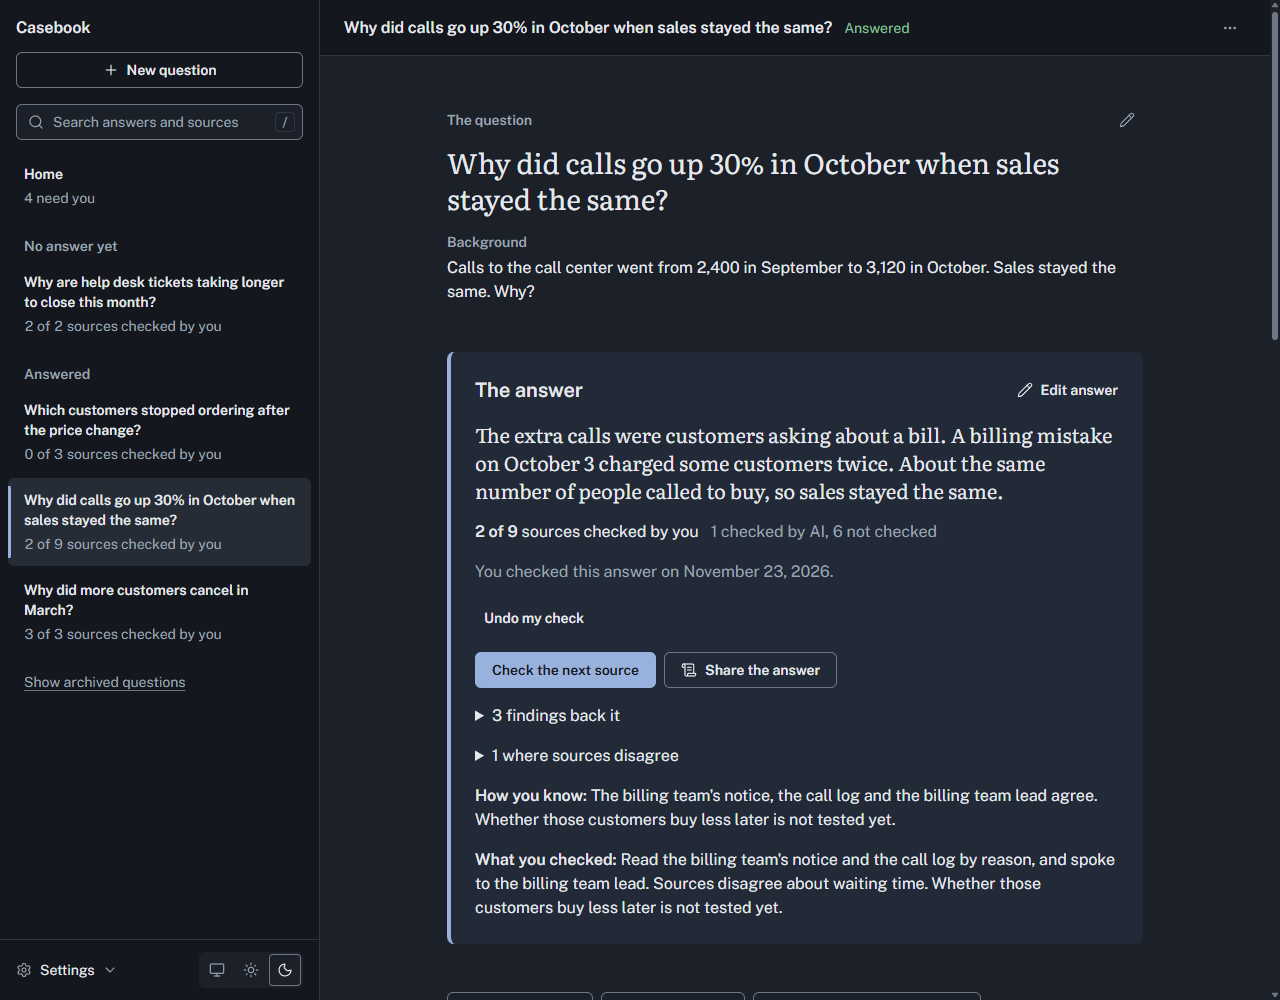 Casebook
New question
Search answers and sources /
Home
4 need you
No answer yet
Why are help desk tickets taking longer
to close this month?
2 of 2 sources checked by you
Answered
Which customers stopped ordering after
the price change?
0 of 3 sources checked by you
Why did calls go up 30% in October when
sales stayed the same?
2 of 9 sources checked by you
Why did more customers cancel in
March?
3 of 3 sources checked by you
Show archived questions
Settings
Why did calls go up 30% in October when sales stayed the same? Answered
The question
Why did calls go up 30% in October when sales
stayed the same?
Background
Calls to the call center went from 2,400 in September to 3,120 in October. Sales stayed the
same. Why?
The answer
Edit answer
The extra calls were customers asking about a bill. A billing mistake
on October 3 charged some customers twice. About the same
number of people called to buy, so sales stayed the same.
2 of 9 sources checked by you 1 checked by AI, 6 not checked
You checked this answer on November 23, 2026.
Undo my check
Check the next source
Share the answer
3 findings back it
1 where sources disagree
How you know: The billing team's notice, the call log and the billing team lead agree.
Whether those customers buy less later is not tested yet.
What you checked: Read the billing team's notice and the call log by reason, and spoke
to the billing team lead. Sources disagree about waiting time. Whether those
customers buy less later is not tested yet.